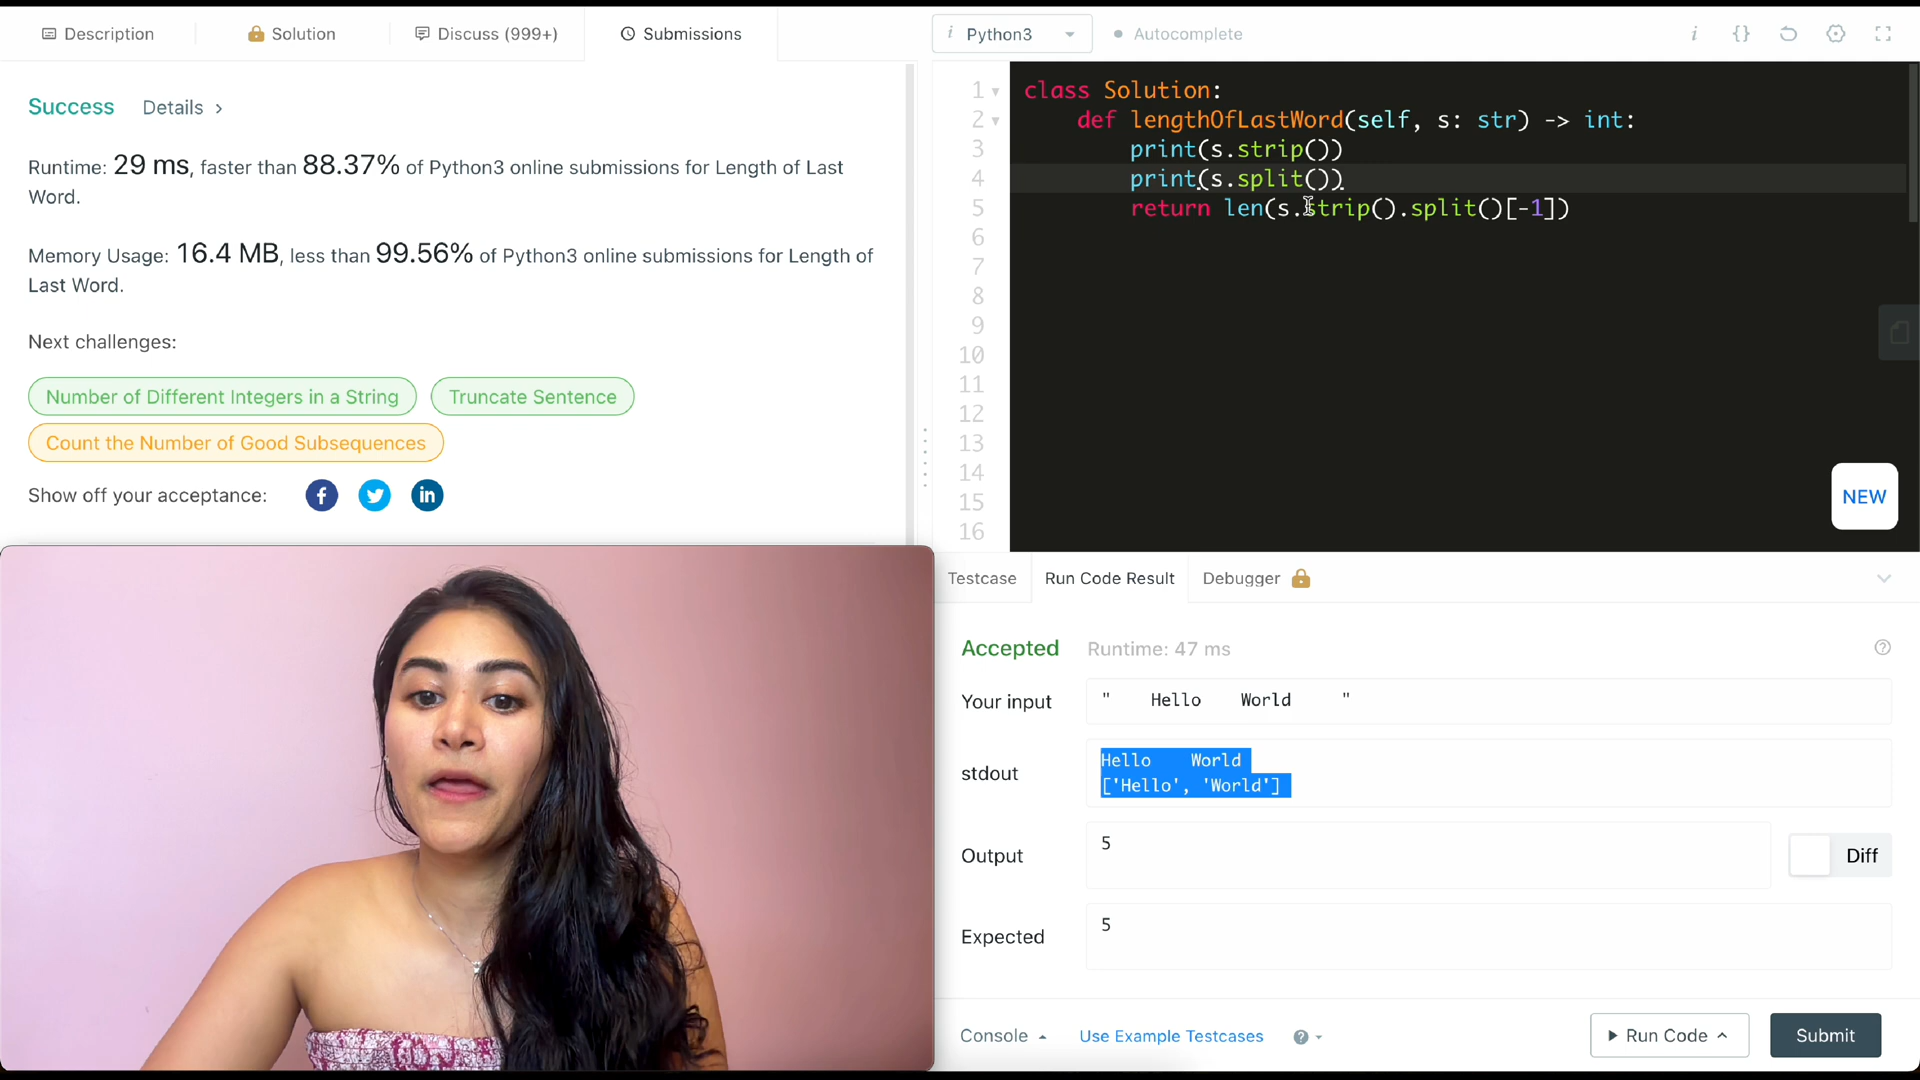 Description
Solution
Discuss (999+)
Submissions
i Python3
Autocomplete
i {}
Success Details >
Runtime: 29 ms, faster than 88.37% of Python3 online submissions for Length of Last
Word.
Memory Usage: 16.4 MB, less than 99.56% of Python3 online submissions for Length of
Last Word.
Next challenges:
Number of Different Integers in a String
Truncate Sentence
Count the Number of Good Subsequences
Show off your acceptance:
f
in
1 class Solution:
2 def lengthOfLastWord(self, s: str) -> int:
3 print(s.strip())
4 print(s.split())
5 return len(s.strip().split()[-1])
6
7
8
9
10
11
12
13
14
15
16
NEW
Testcase
Run Code Result
Debugger
Accepted Runtime: 47 ms
?
Your input
"    Hello    World     "
stdout
Hello    World
['Hello', 'World']
Output
5
Diff
Expected
5
Console
Use Example Testcases
?
Run Code
Submit